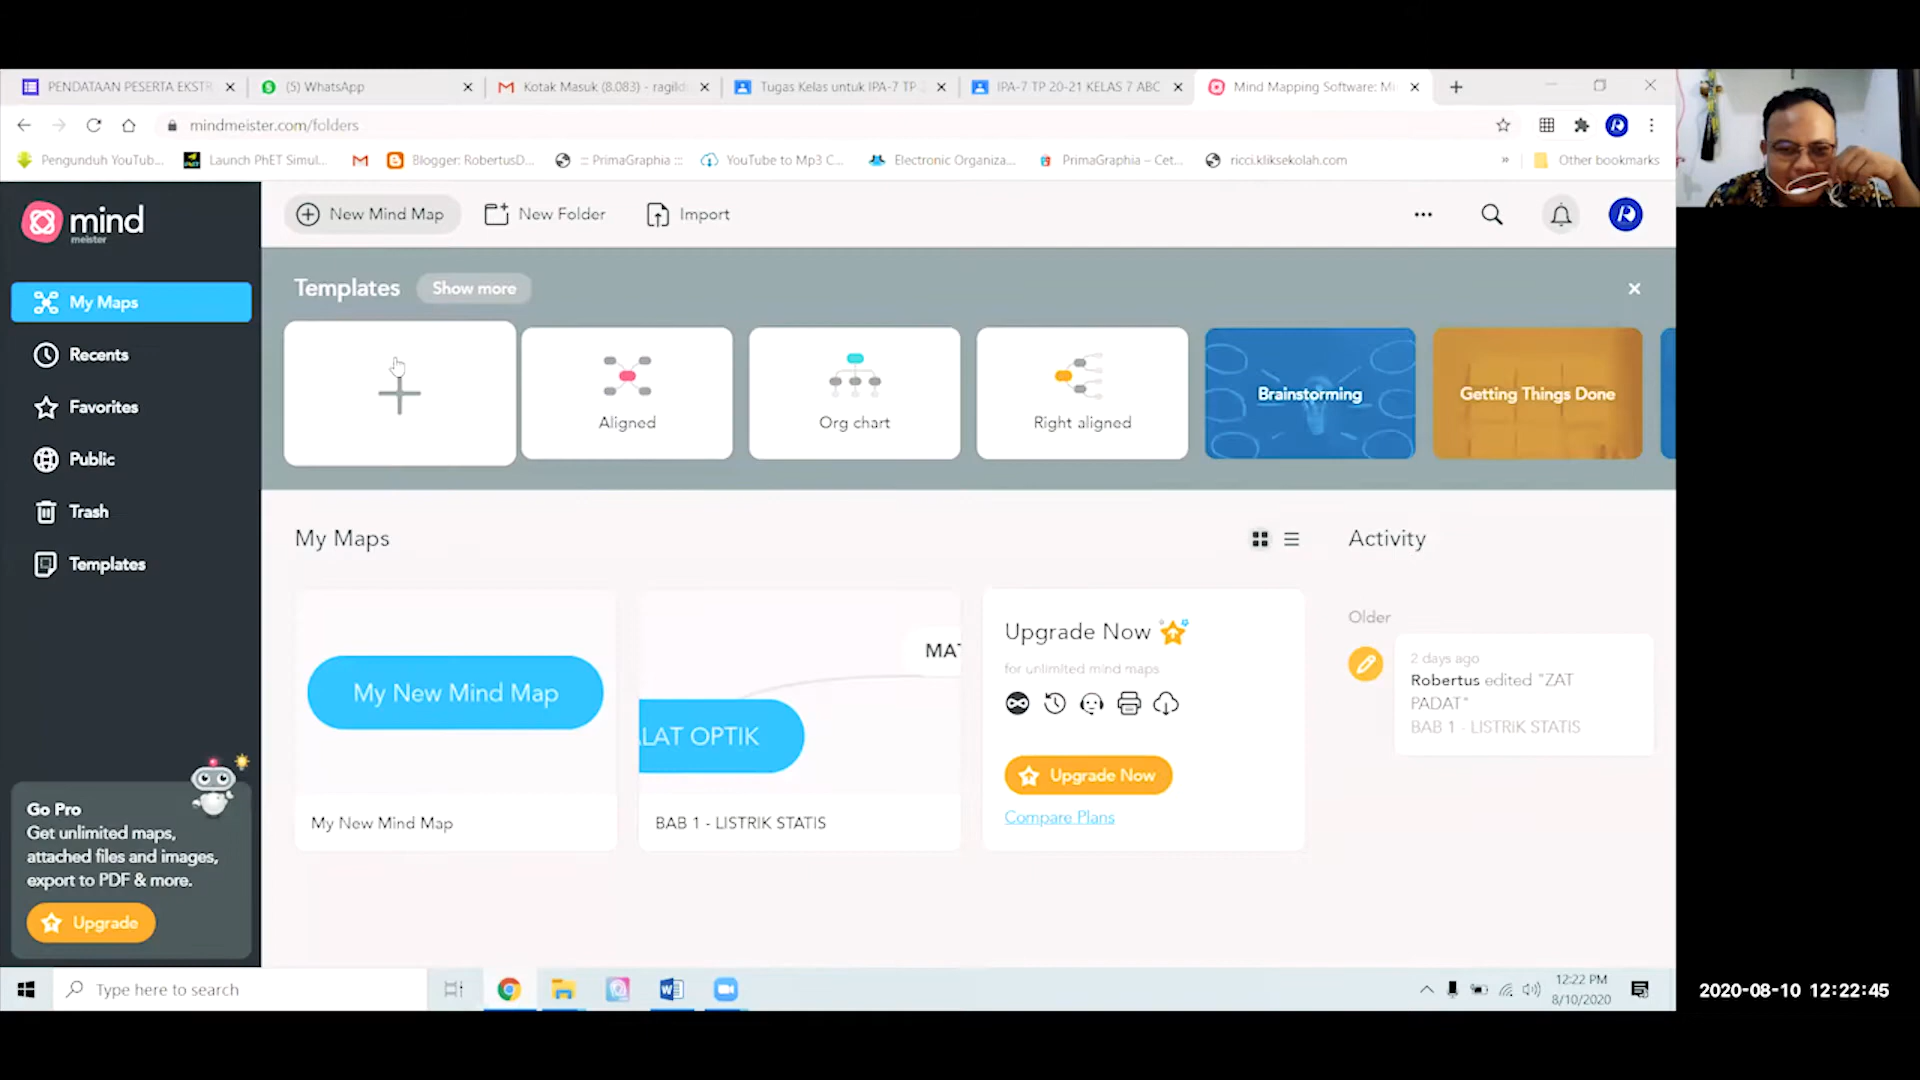 PENDATAAN PESERTA EKSTR
(5) WhatsApp
Kotak Masuk (8.083) - ragild
Tugas Kelas untuk IPA-7 TP 2
IPA-7 TP 20-21 KELAS 7 ABC
Mind Mapping Software: Mi
mindmeister.com/folders
Pengunduh YouTub...
Launch PhET Simul...
Blogger: RobertusD...
:: PrimaGraphia ::
YouTube to Mp3 C...
Electronic Organiza...
PrimaGraphia – Cet...
ricci.kliksekolah.com
»
Other bookmarks
mind
meister
New Mind Map
New Folder
Import
My Maps
Recents
Favorites
Public
Trash
Templates
Templates
Show more
Aligned
Org chart
Right aligned
Brainstorming
Getting Things Done
My Maps
My New Mind Map
My New Mind Map
MAT
LAT OPTIK
BAB 1 - LISTRIK STATIS
Upgrade Now
for unlimited mind maps
Upgrade Now
Compare Plans
Activity
Older
2 days ago
Robertus edited "ZAT
PADAT"
BAB 1 - LISTRIK STATIS
Go Pro
Get unlimited maps,
attached files and images,
export to PDF & more.
Upgrade
Type here to search
12:22 PM
8/10/2020
2020-08-10 12:22:45